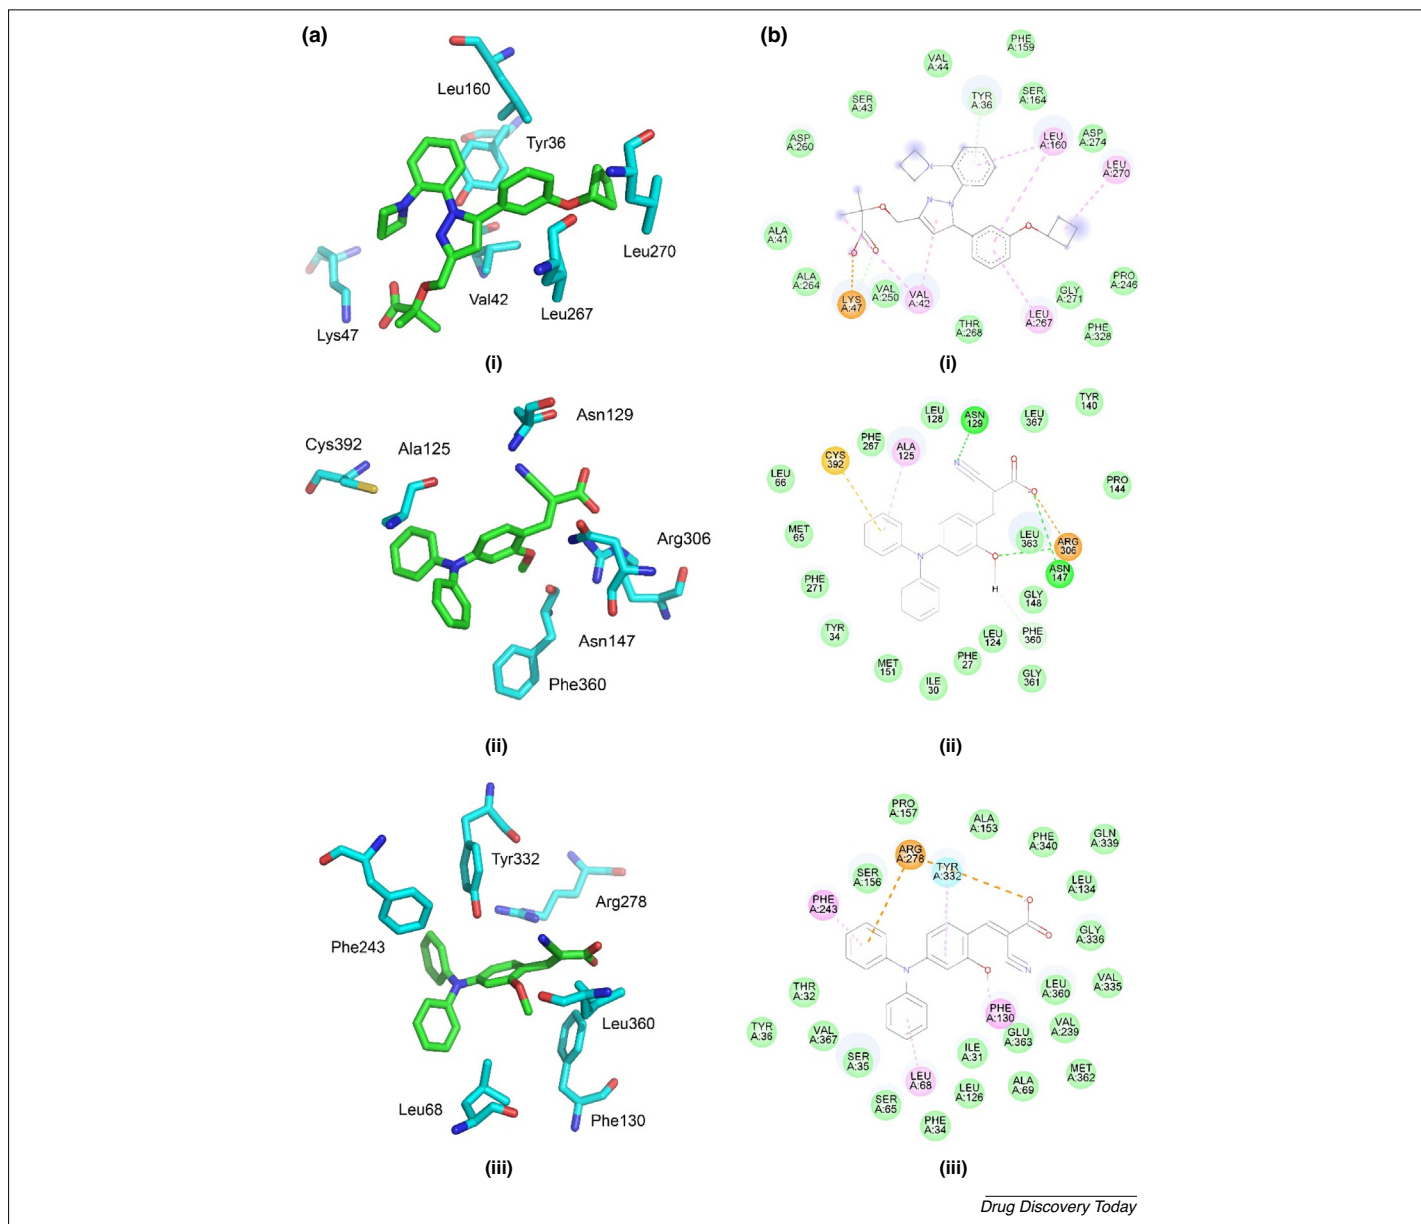 (a)
Leu160
Tyr36
Leu270
Val42
Leu267
Lys47
(i)
(b)
PHE
A:159
VAL
A:44
TYR
A:36
SER
A:164
SER
A:43
ASP
A:260
LEU
A:160
ASP
A:274
LEU
A:270
N
N
N
O
O
O
O
ALA
A:41
ALA
A:264
LYS
A:47
VAL
A:250
VAL
A:42
THR
A:268
LEU
A:267
GLY
A:271
PRO
A:246
PHE
A:328
(i)
Asn129
Cys392
Ala125
Arg306
Asn147
Phe360
(ii)
LEU
128
ASN
129
LEU
367
TYR
140
PHE
267
ALA
125
CYS
392
LEU
66
PRO
144
MET
65
N
O
O
O
H
N
LEU
363
ARG
306
ASN
147
PHE
271
GLY
148
TYR
34
LEU
124
PHE
360
MET
151
PHE
27
ILE
30
GLY
361
(ii)
Tyr332
Arg278
Phe243
Leu360
Leu68
Phe130
(iii)
PRO
A:157
ALA
A:153
PHE
A:340
GLN
A:339
ARG
A:278
TYR
A:332
SER
A:156
LEU
A:134
PHE
A:243
GLY
A:336
O
O
N
O
N
THR
A:32
LEU
A:360
VAL
A:335
PHE
A:130
TYR
A:36
VAL
A:367
SER
A:35
GLU
A:363
VAL
A:239
ILE
A:31
LEU
A:68
LEU
A:126
ALA
A:69
MET
A:362
SER
A:65
PHE
A:34
(iii)
Drug Discovery Today